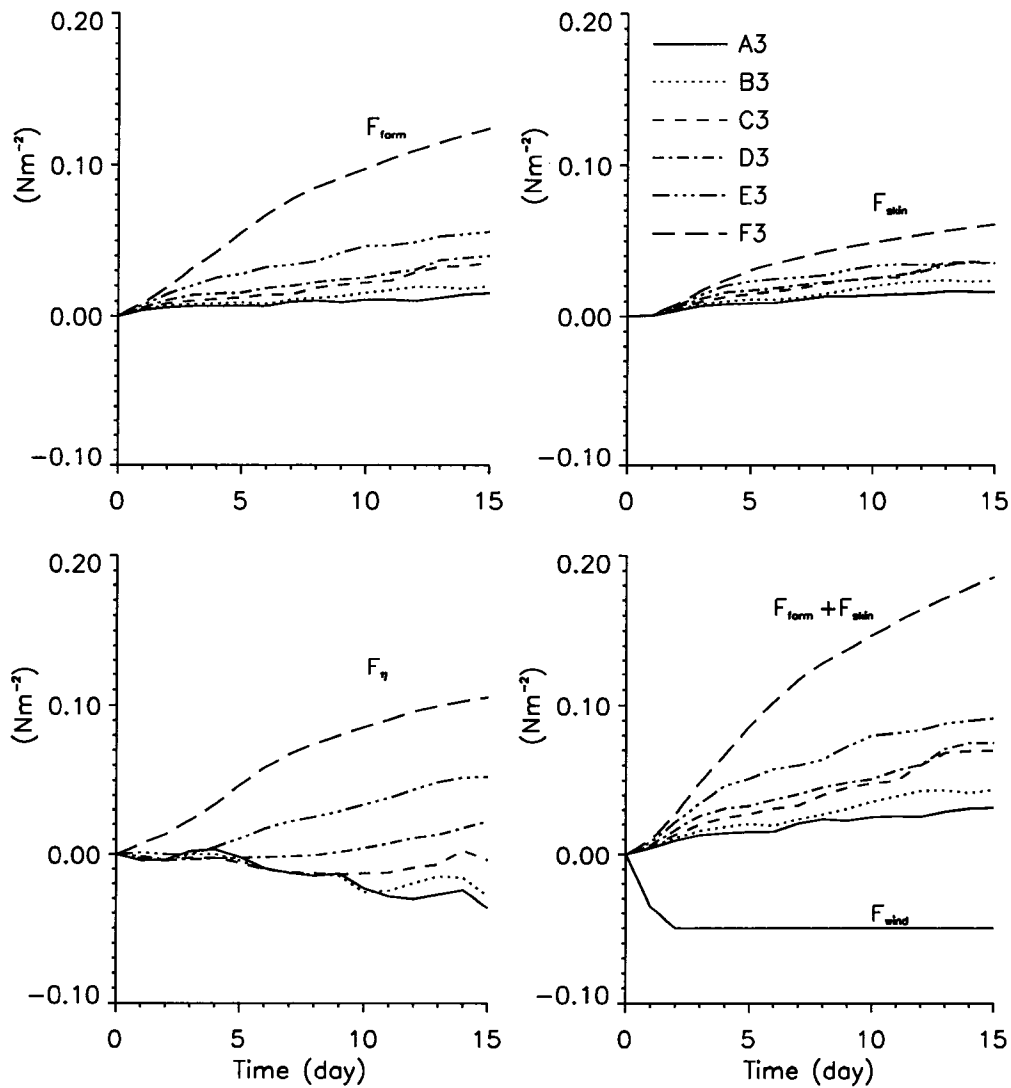 0.20
0.10
0.00
−0.10
(Nm⁻²)
F_form
0 5 10 15
0.20
0.10
0.00
−0.10
(Nm⁻²)
A3
B3
C3
D3
E3
F3
F_skin
0 5 10 15
0.20
0.10
0.00
−0.10
(Nm⁻²)
F_η
0 5 10 15
Time (day)
0.20
0.10
0.00
−0.10
(Nm⁻²)
F_form + F_skin
F_wind
0 5 10 15
Time (day)